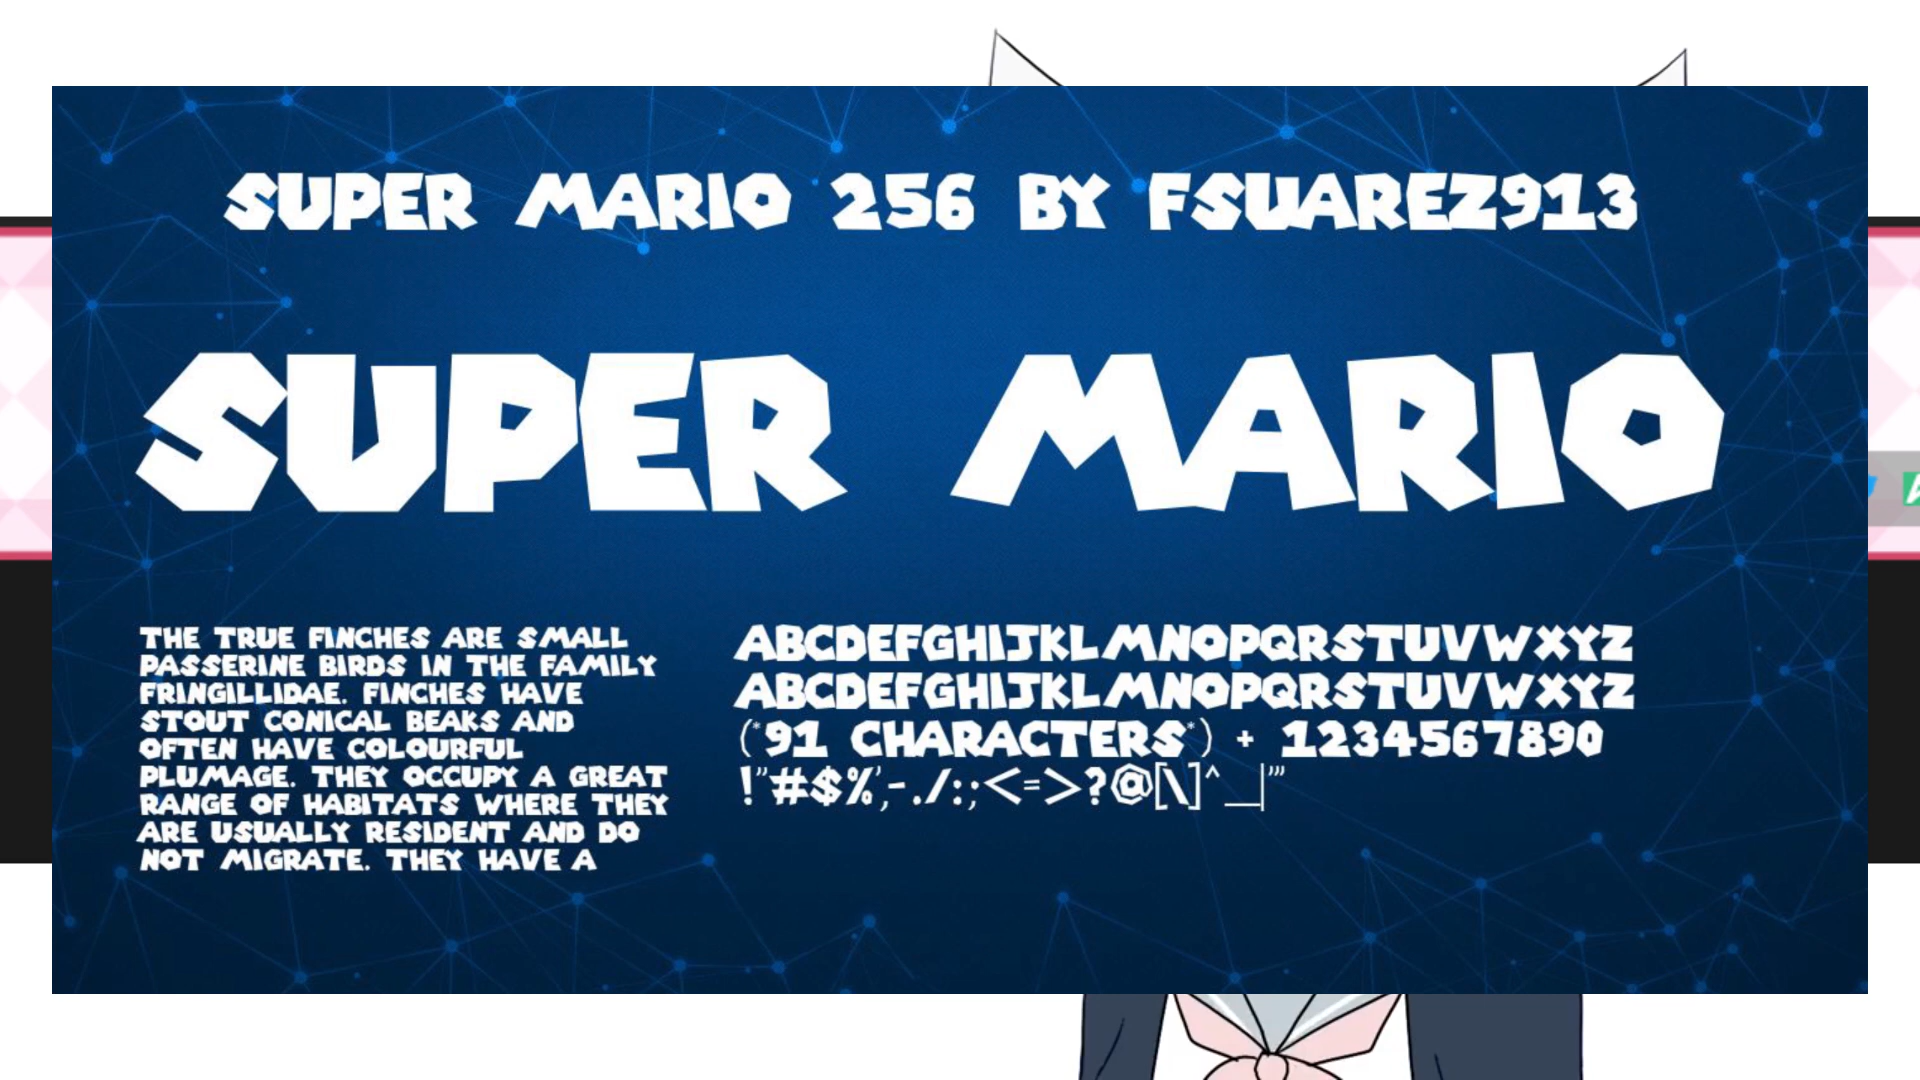 SUPER MARIO 256 BY FSUAREZ913
SUPER MARIO
THE TRUE FINCHES ARE SMALL
PASSERINE BIRDS IN THE FAMILY
FRINGILLIDAE. FINCHES HAVE
STOUT CONICAL BEAKS AND
OFTEN HAVE COLOURFUL
PLUMAGE. THEY OCCUPY A GREAT
RANGE OF HABITATS WHERE THEY
ARE USUALLY RESIDENT AND DO
NOT MIGRATE. THEY HAVE A
ABCDEFGHIJKLMNOPQRSTUVWXYZ
ABCDEFGHIJKLMNOPQRSTUVWXYZ
(*91 CHARACTERS*) + 1234567890
!"#$%',-./:;<=>?@[\]^_|'"